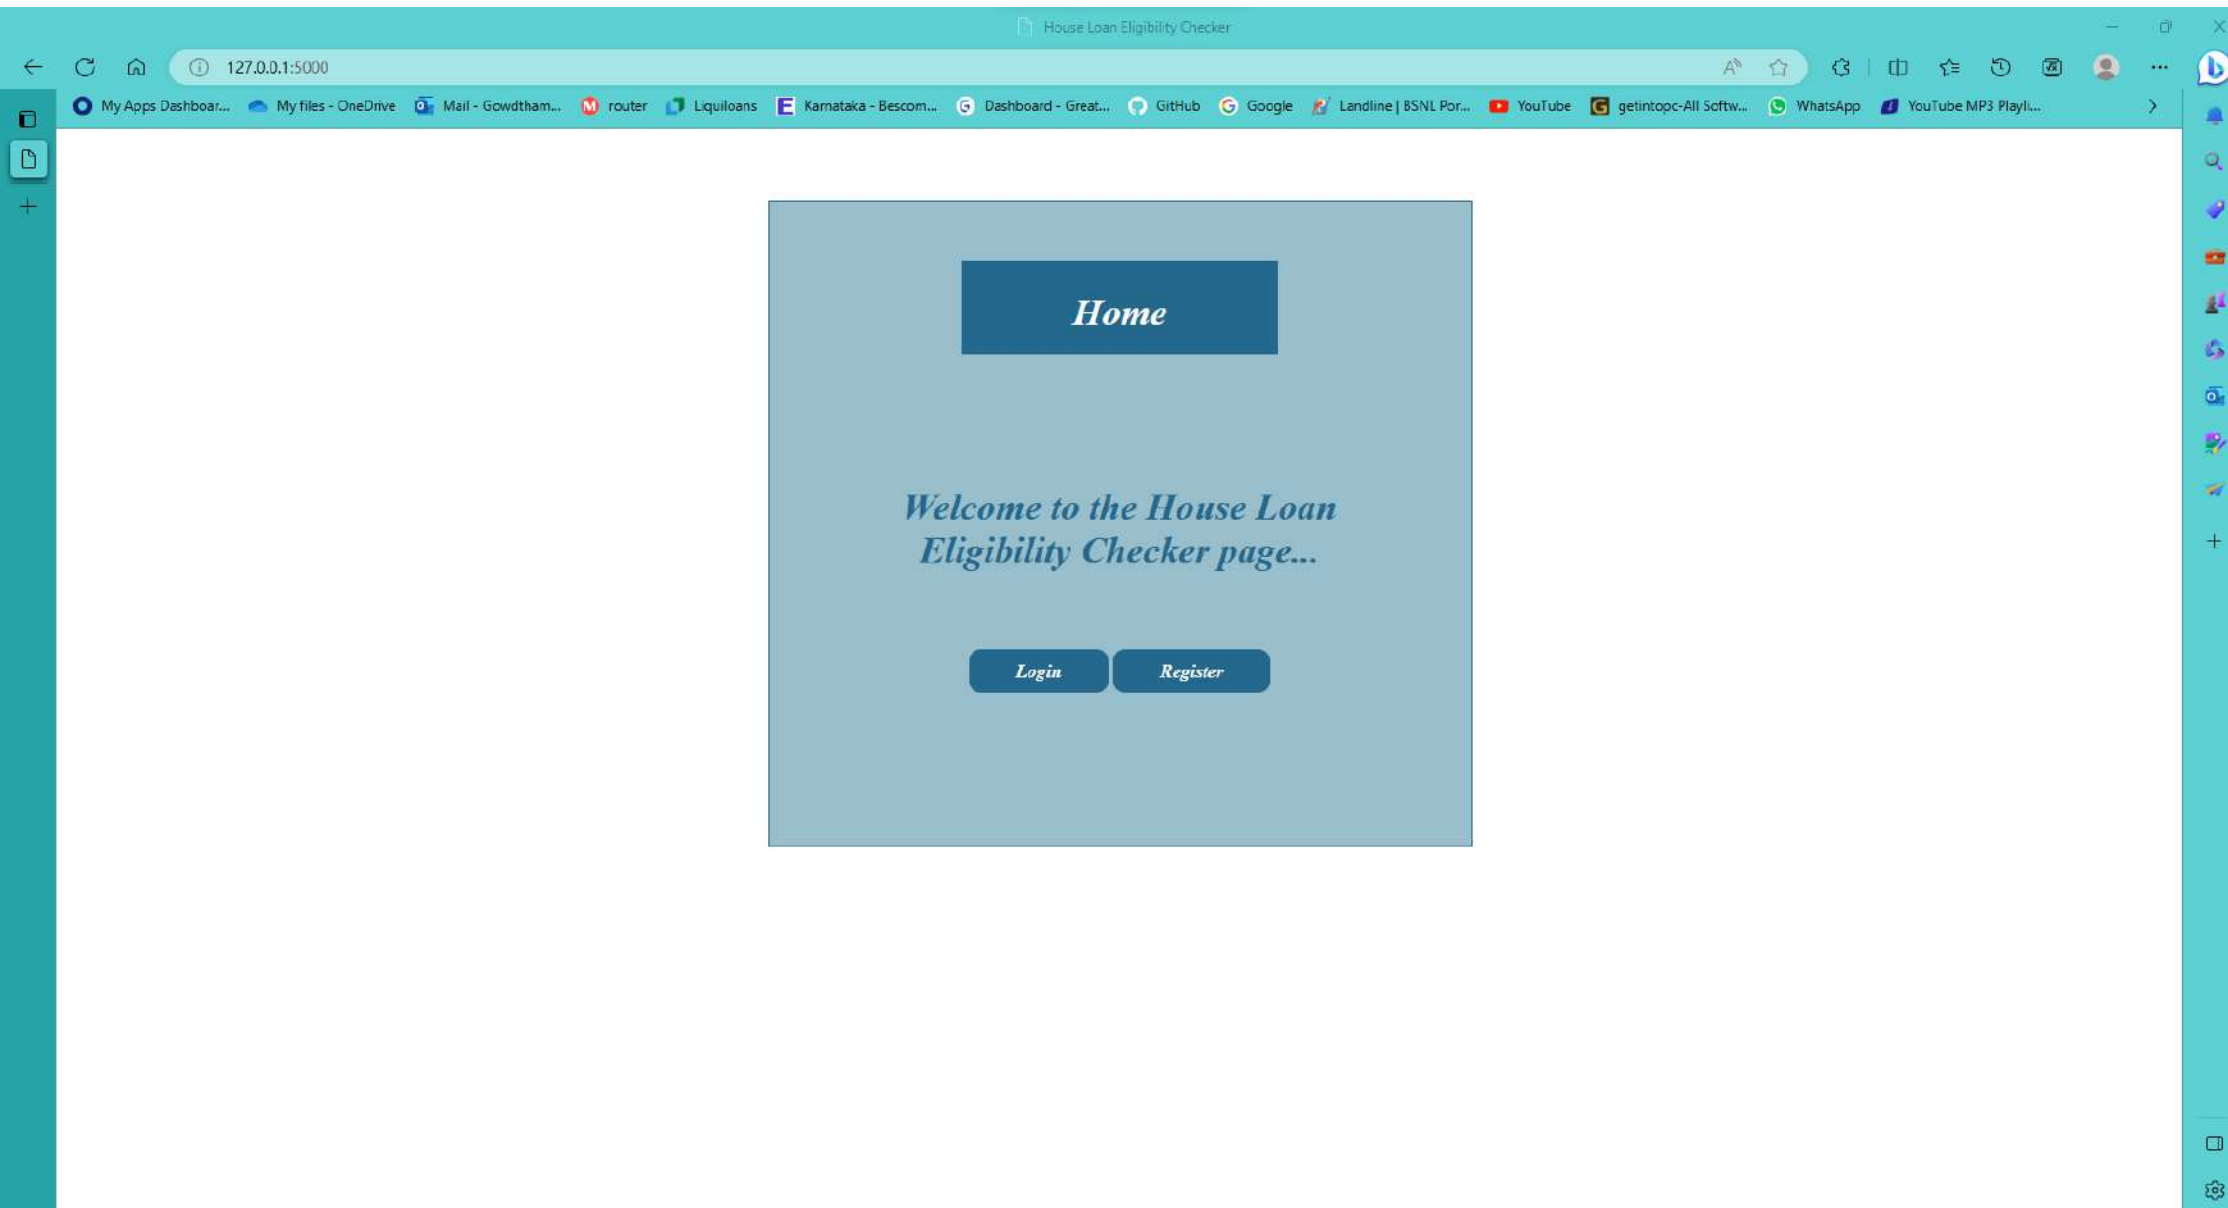 House Loan Eligibility Checker
127.0.0.1:5000
My Apps Dashboar... My files - OneDrive Mail - Gowdtham... router Liquiloans Karnataka - Bescom... Dashboard - Great... GitHub Google Landline | BSNL Por... YouTube getintopc-All Softw... WhatsApp YouTube MP3 Playli...
Home
Welcome to the House Loan
Eligibility Checker page...
Login Register